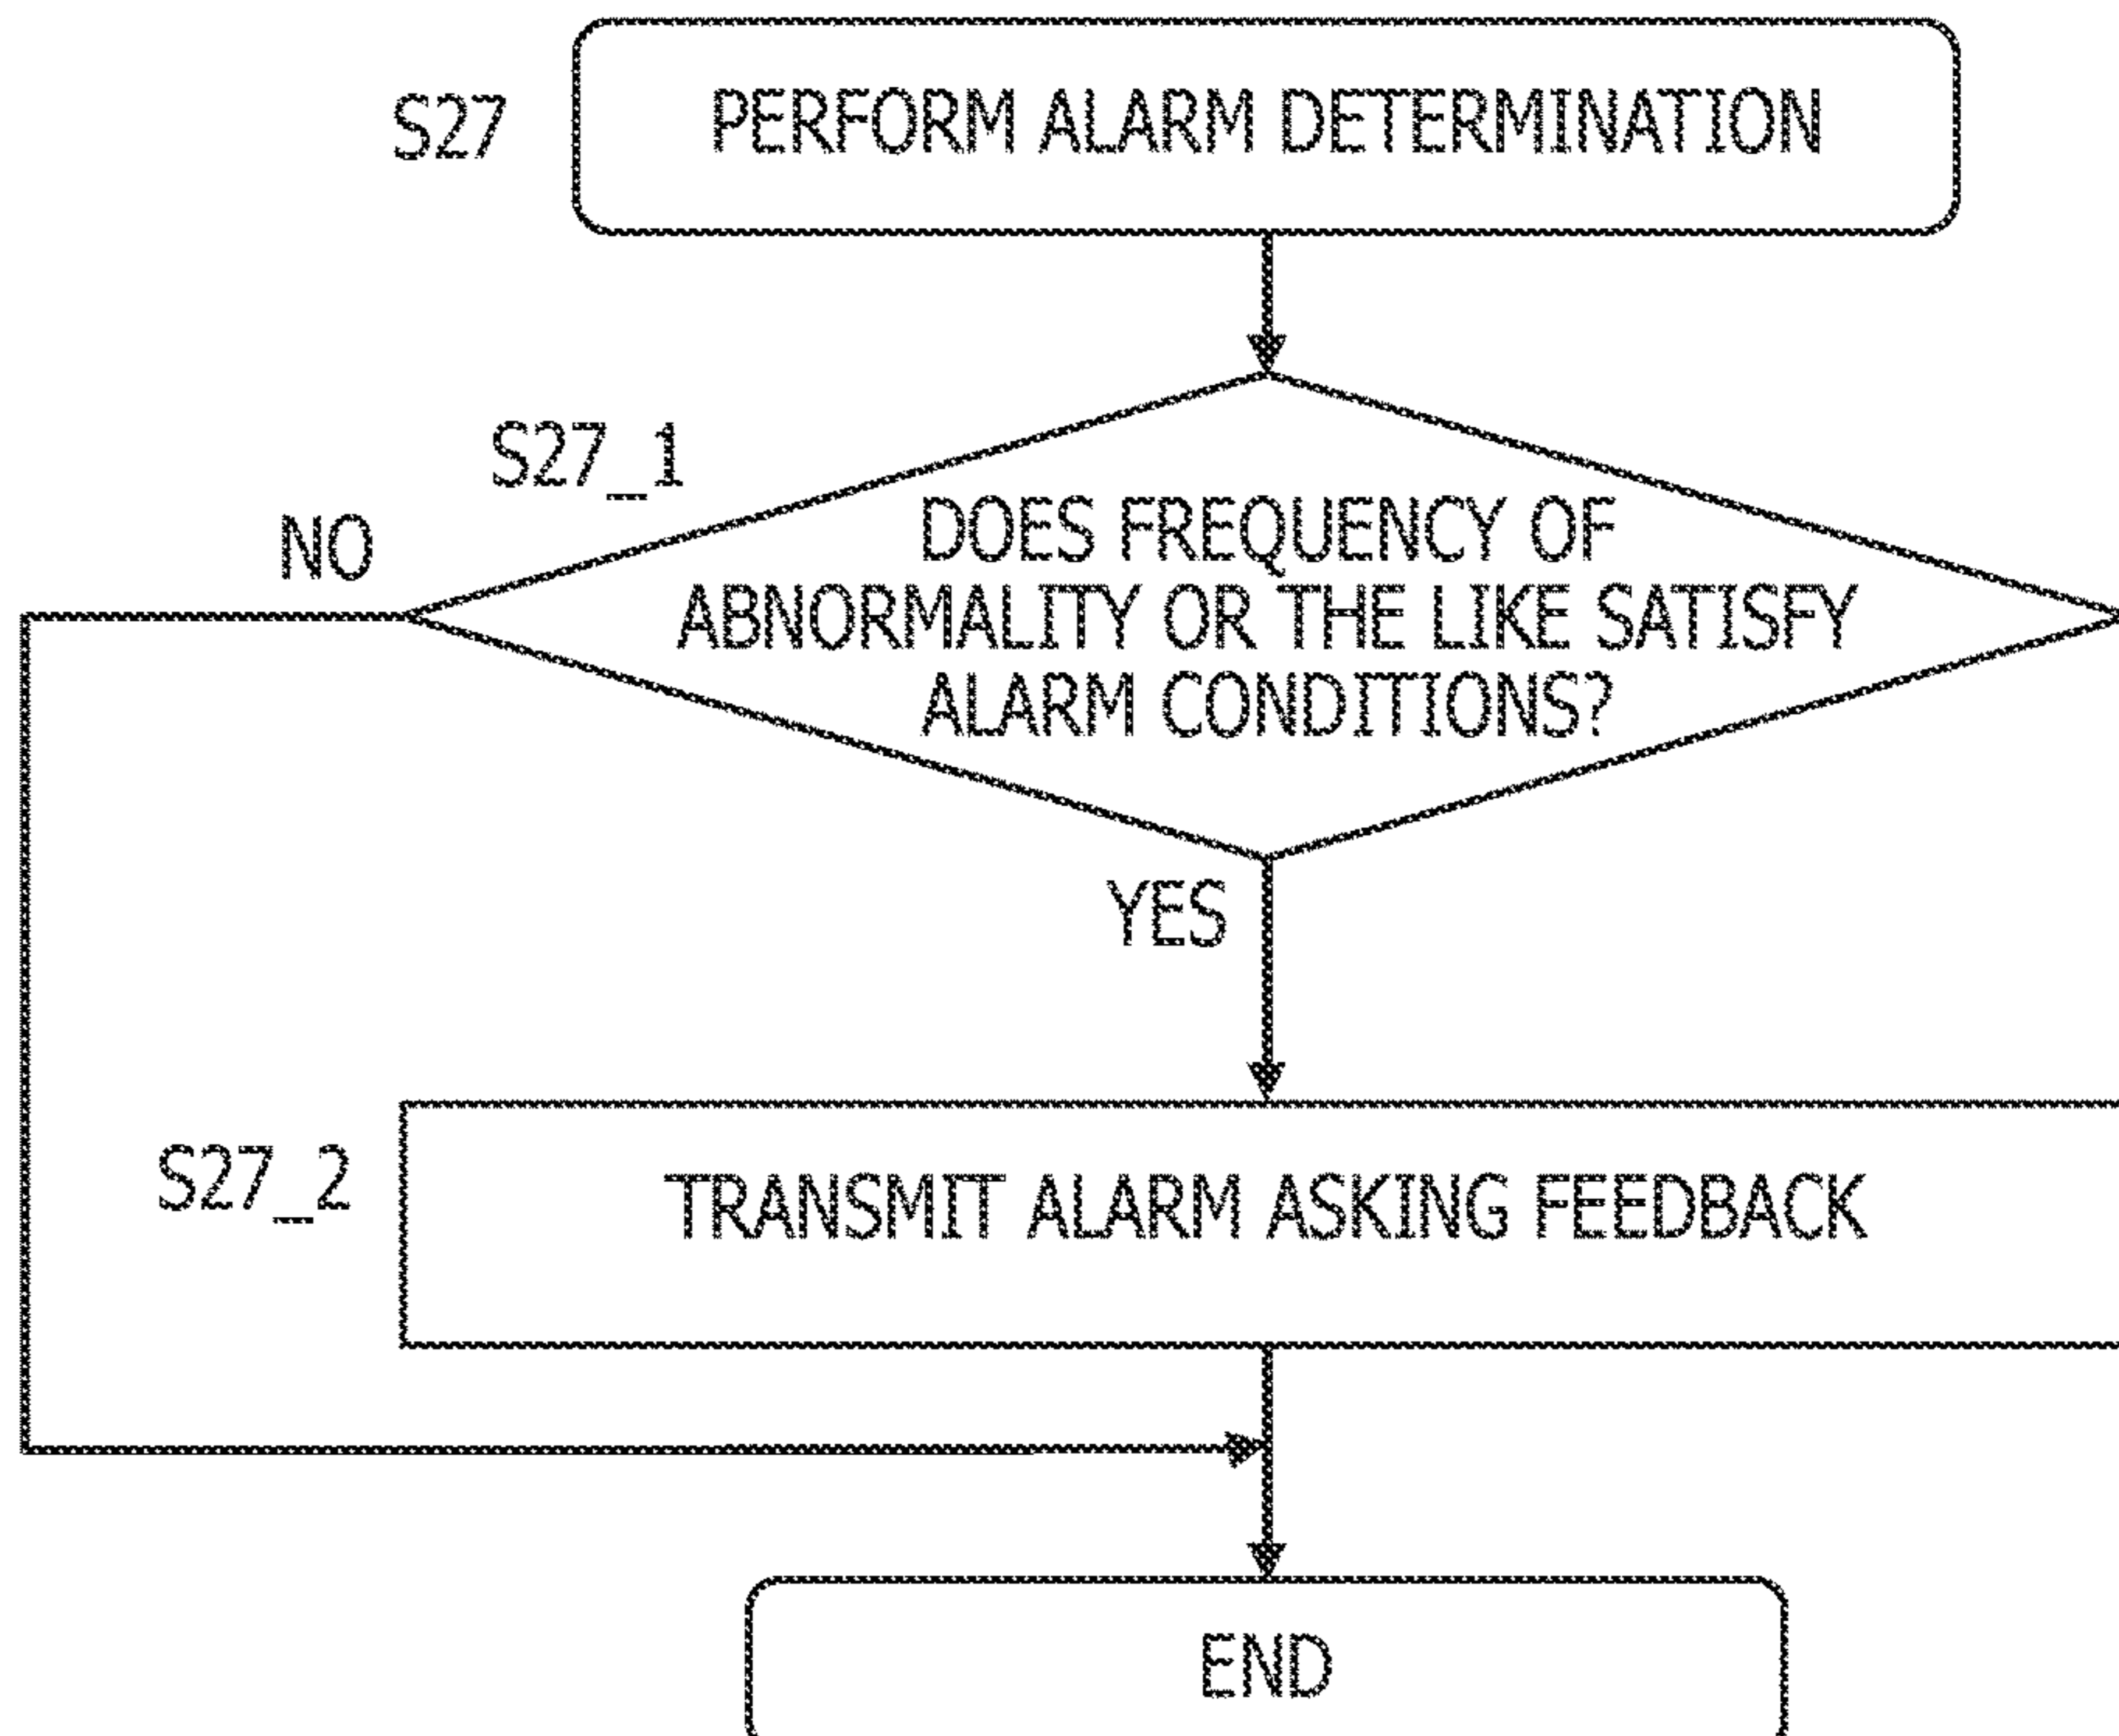 S27
PERFORM ALARM DETERMINATION
S27_1
NO
DOES FREQUENCY OF
ABNORMALITY OR THE LIKE SATISFY
ALARM CONDITIONS?
YES
S27_2
TRANSMIT ALARM ASKING FEEDBACK
END